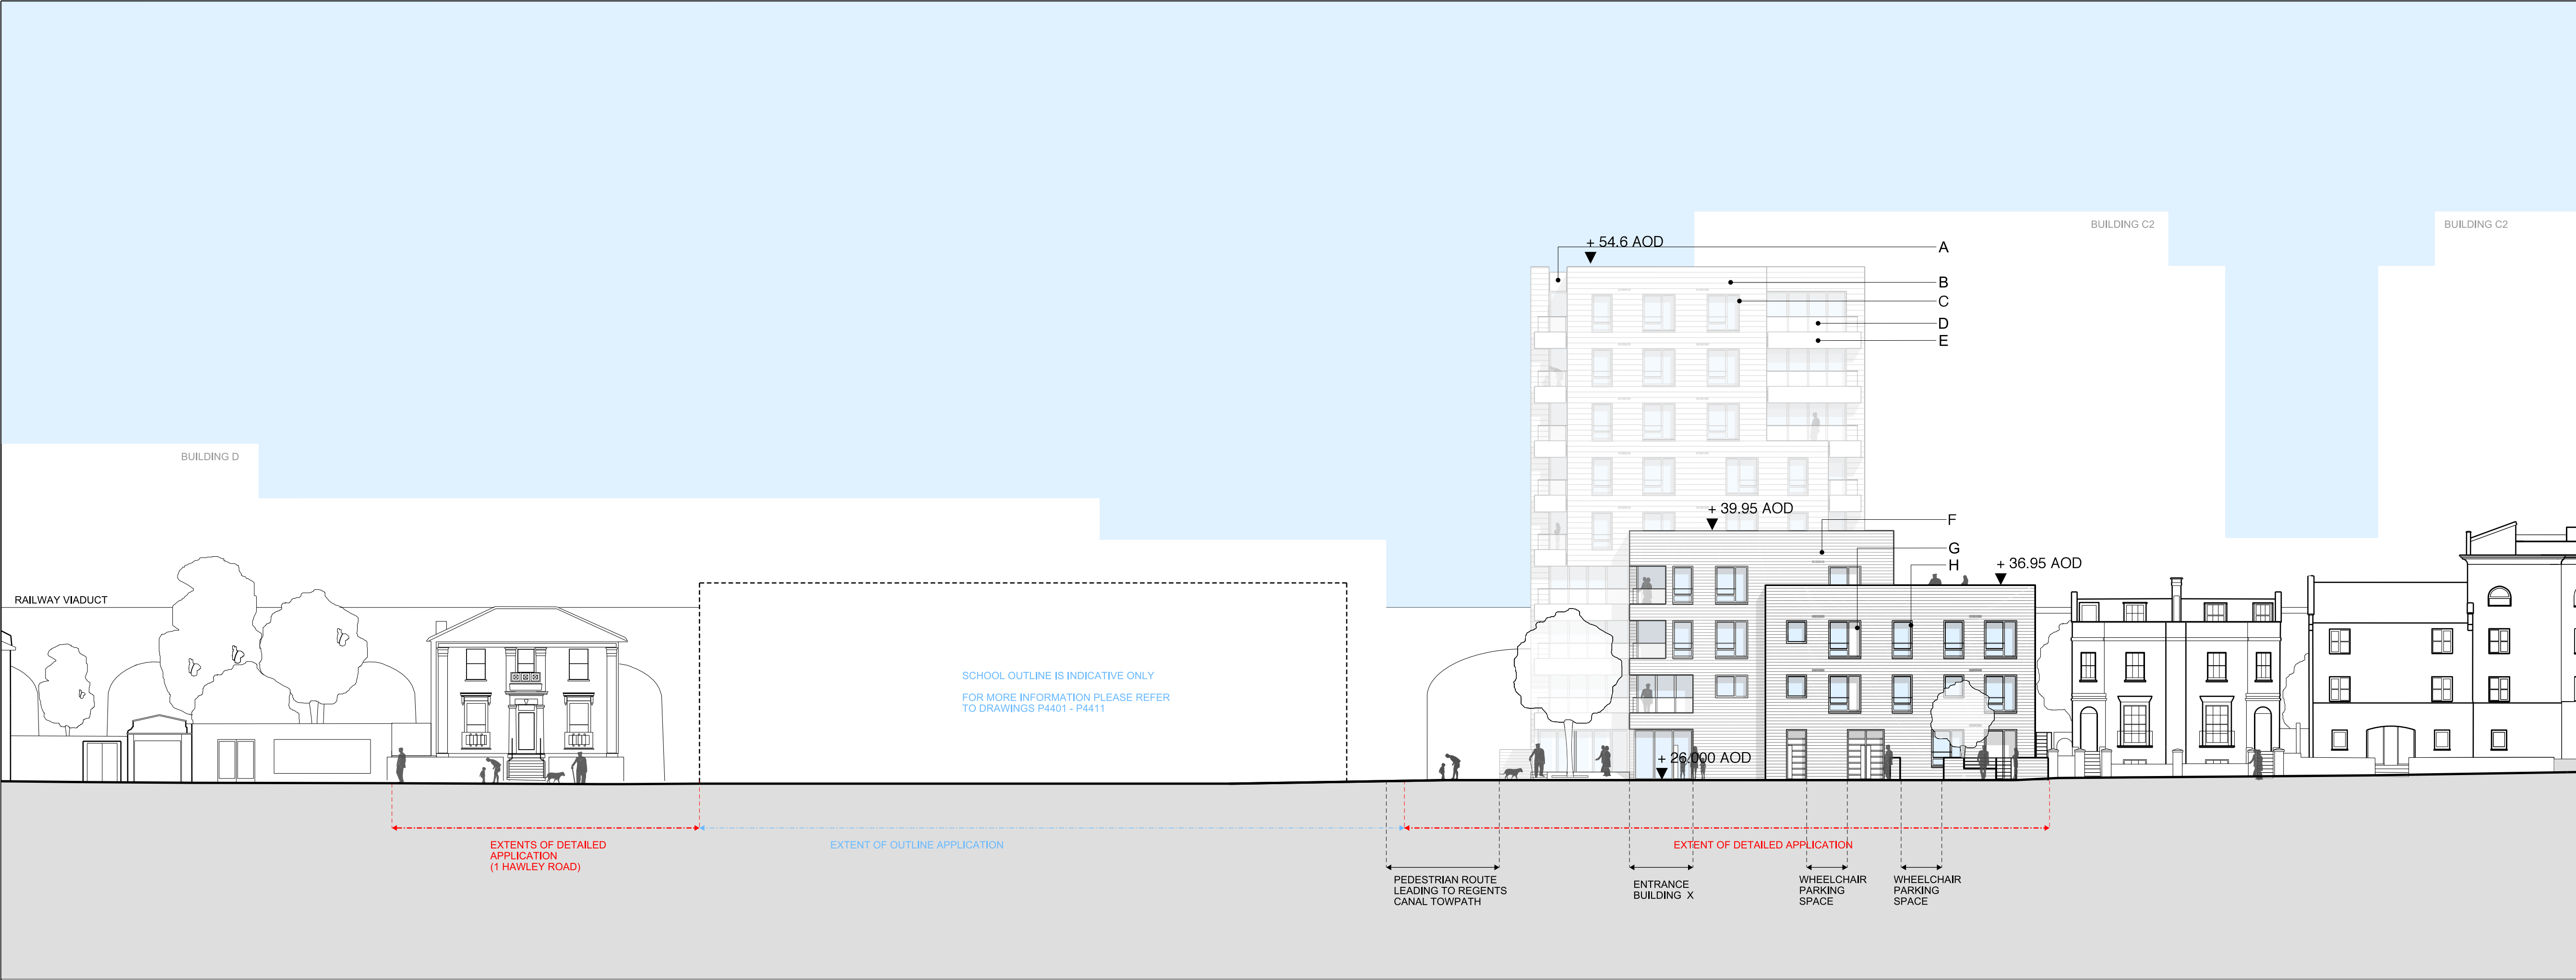 BUILDING C2
BUILDING C2
+ 54.6 AOD
A
B
C
D
E
BUILDING D
+ 39.95 AOD
F
G
H
+ 36.95 AOD
RAILWAY VIADUCT
SCHOOL OUTLINE IS INDICATIVE ONLY
FOR MORE INFORMATION PLEASE REFER
TO DRAWINGS P4401 - P4411
+ 26.000 AOD
EXTENTS OF DETAILED
APPLICATION
(1 HAWLEY ROAD)
EXTENT OF OUTLINE APPLICATION
EXTENT OF DETAILED APPLICATION
PEDESTRIAN ROUTE
LEADING TO REGENTS
CANAL TOWPATH
ENTRANCE
BUILDING X
WHEELCHAIR
PARKING
SPACE
WHEELCHAIR
PARKING
SPACE